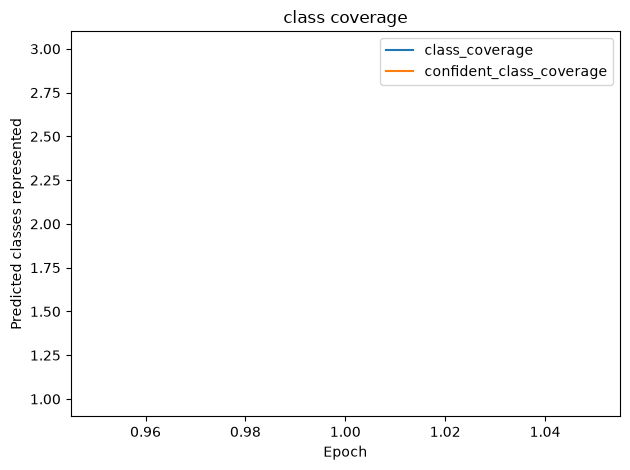 class coverage
class_coverage
confident_class_coverage
Predicted classes represented
3.00
2.75
2.50
2.25
2.00
1.75
1.50
1.25
1.00
0.96 0.98 1.00 1.02 1.04
Epoch